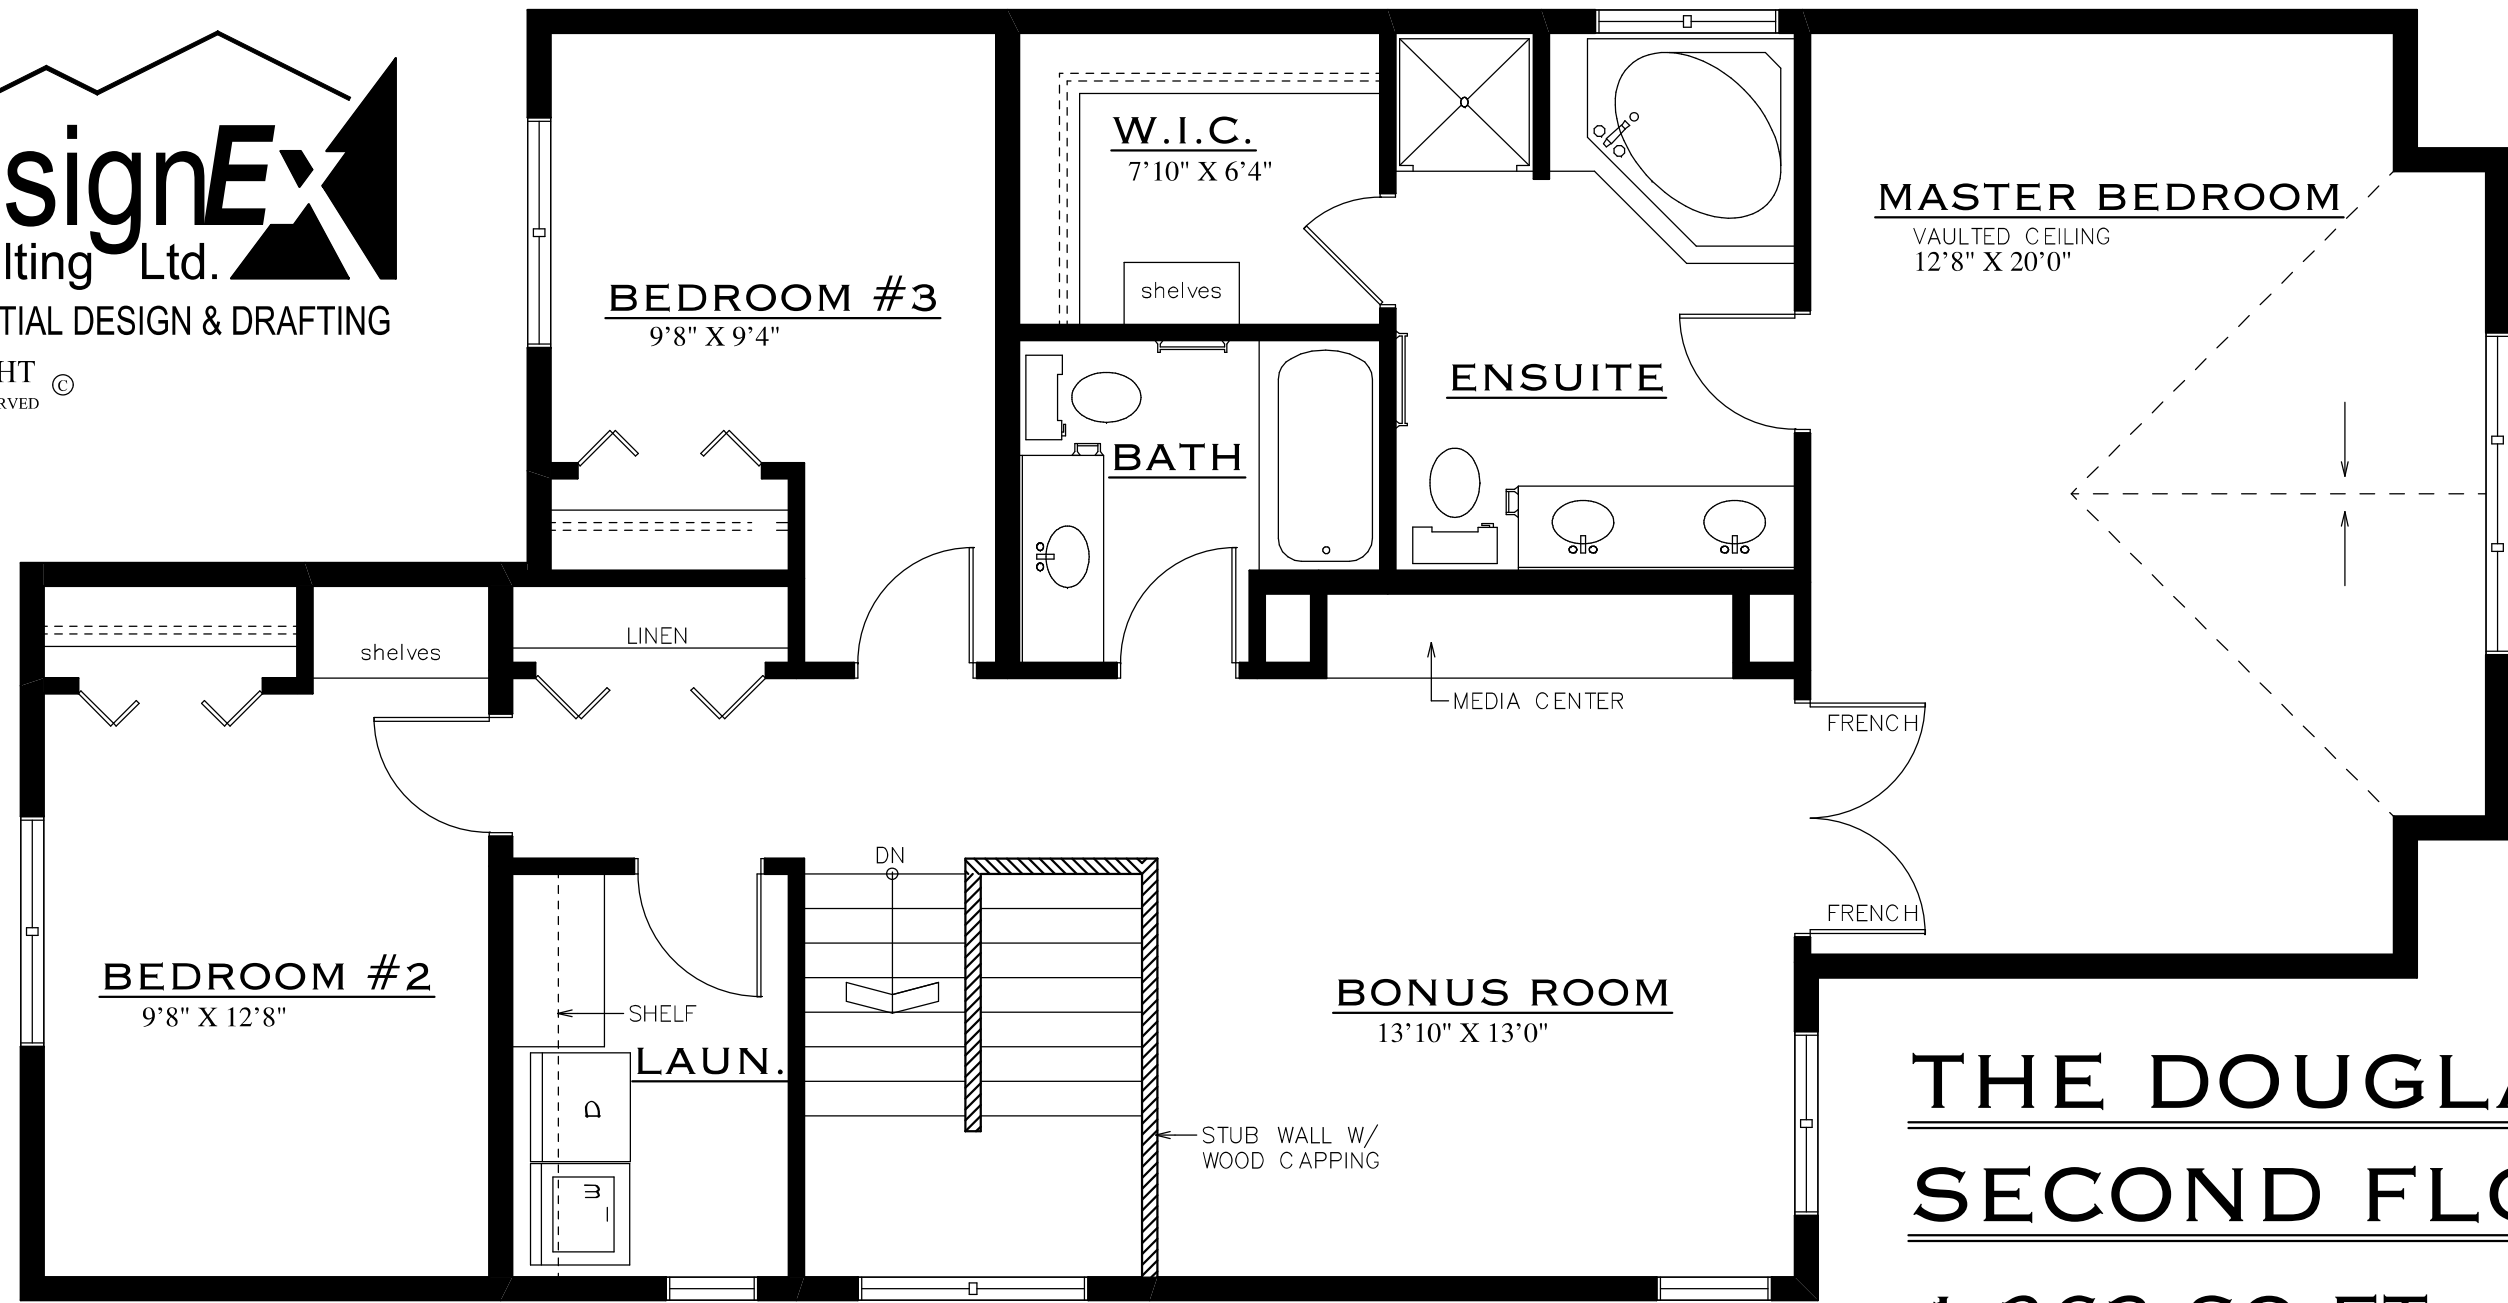 signEx
lting Ltd.
TIAL DESIGN & DRAFTING
HT ©
RVED
W.I.C.
7'10" X 6'4"
shelves
MASTER BEDROOM
VAULTED CEILING
12'8" X 20'0"
BEDROOM #3
9'8" X 9'4"
ENSUITE
BATH
LINEN
shelves
MEDIA CENTER
FRENCH
DN
FRENCH
BEDROOM #2
9'8" X 12'8"
SHELF
LAUN.
D
W
BONUS ROOM
13'10" X 13'0"
STUB WALL W/
WOOD CAPPING
THE DOUGLA
SECOND FLO